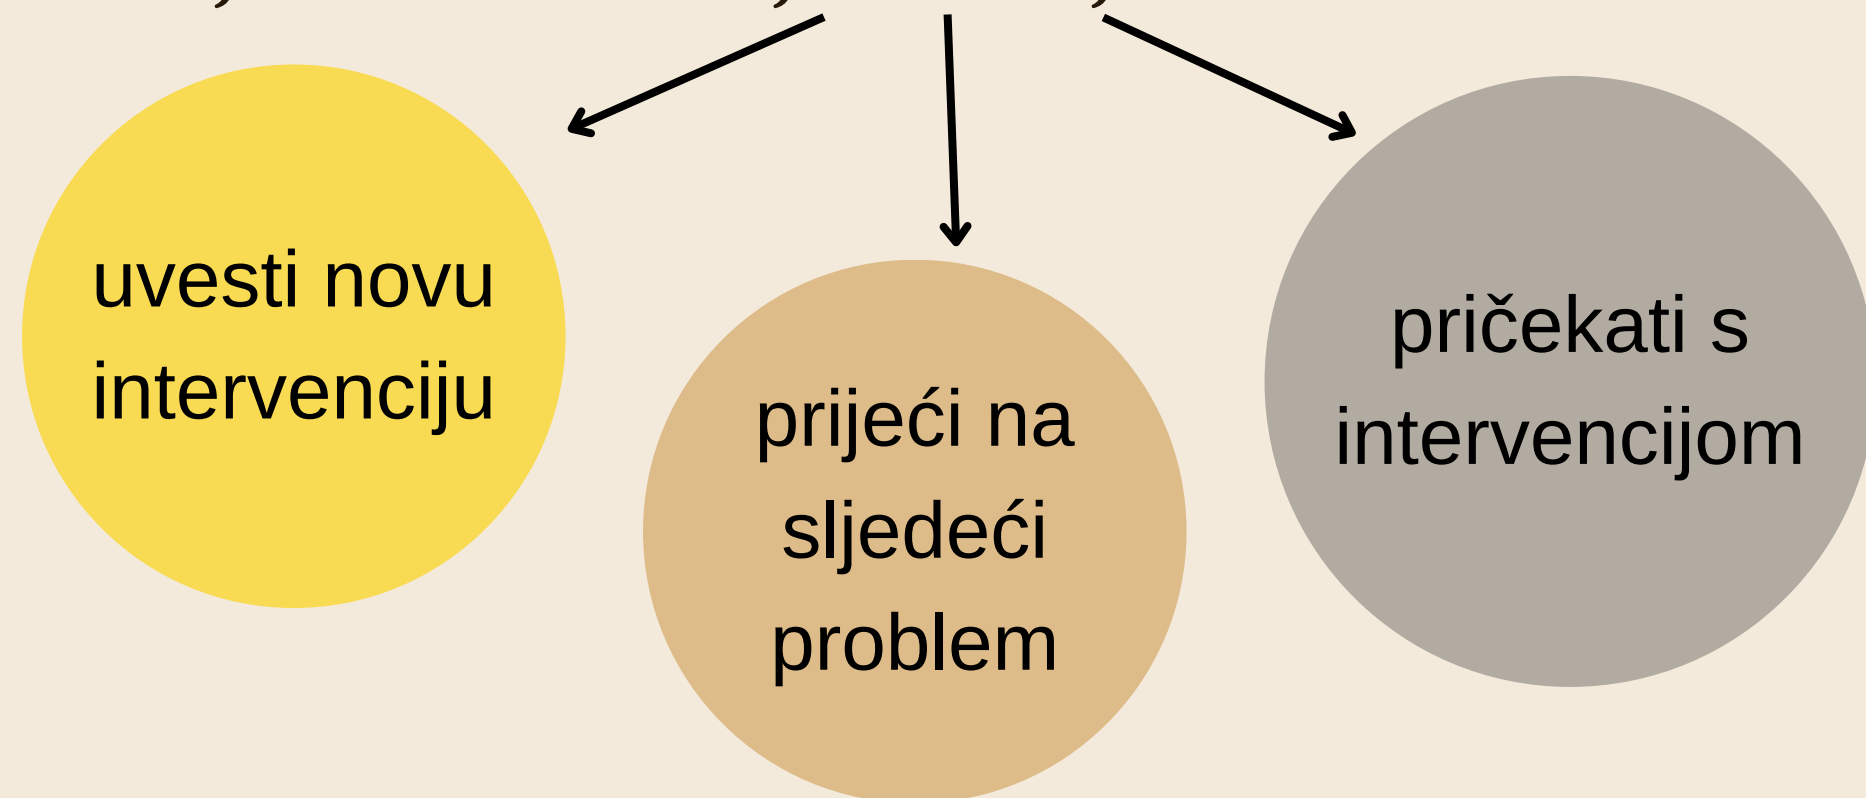 uvesti novu
intervenciju
prijeći na
sljedeći
problem
pričekati s
intervencijom